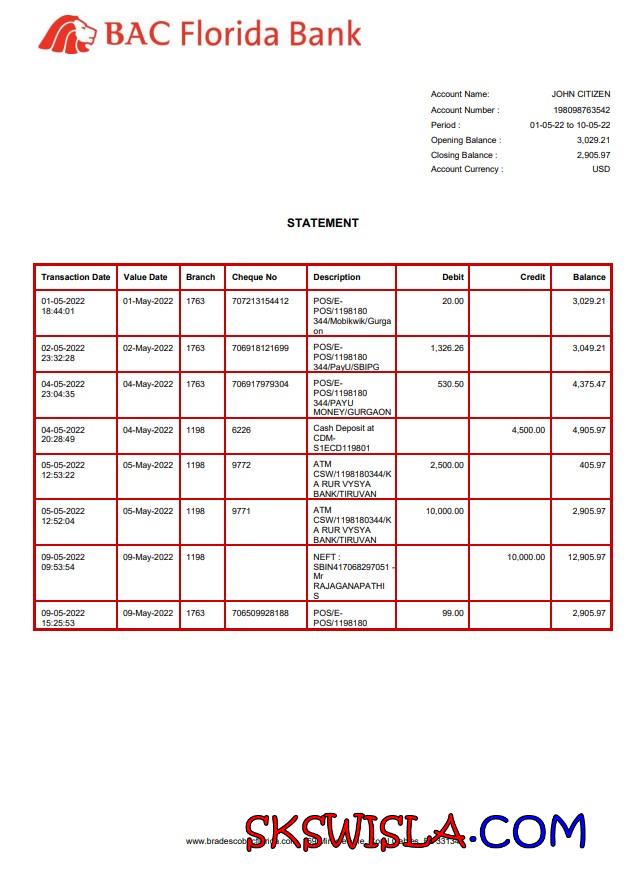 BAC Florida Bank
Account Name: JOHN CITIZEN
Account Number : 198098763542
Period : 01-05-22 to 10-05-22
Opening Balance : 3,029.21
Closing Balance : 2,905.97
Account Currency : USD
STATEMENT
Transaction Date Value Date Branch Cheque No Description Debit Credit Balance
01-05-2022 01-May-2022 1763 707213154412 POS/E- 20.00 3,029.21
18:44:01 POS/1198180
344/Mobikwik/Gurga
on
02-05-2022 02-May-2022 1763 706918121699 POS/E- 1,326.26 3,049.21
23:32:28 POS/1198180
344/PayU/SBIPG
04-05-2022 04-May-2022 1763 706917979304 POS/E- 530.50 4,375.47
23:04:35 POS/1198180
344/PAYU
MONEY/GURGAON
04-05-2022 04-May-2022 1198 6226 Cash Deposit at 4,500.00 4,905.97
20:28:49 CDM-
S1ECD119801
05-05-2022 05-May-2022 1198 9772 ATM 2,500.00 405.97
12:53:22 CSW/1198180344/K
A RUR VYSYA
BANK/TIRUVAN
05-05-2022 05-May-2022 1198 9771 ATM 10,000.00 2,905.97
12:52:04 CSW/1198180344/K
A RUR VYSYA
BANK/TIRUVAN
09-05-2022 09-May-2022 1198 NEFT : 10,000.00 12,905.97
09:53:54 SBIN417068297051 -
Mr
RAJAGANAPATHI
S
09-05-2022 09-May-2022 1763 706509928188 POS/E- 99.00 2,905.97
15:25:53 POS/1198180
SKSWISLA.COM
33134